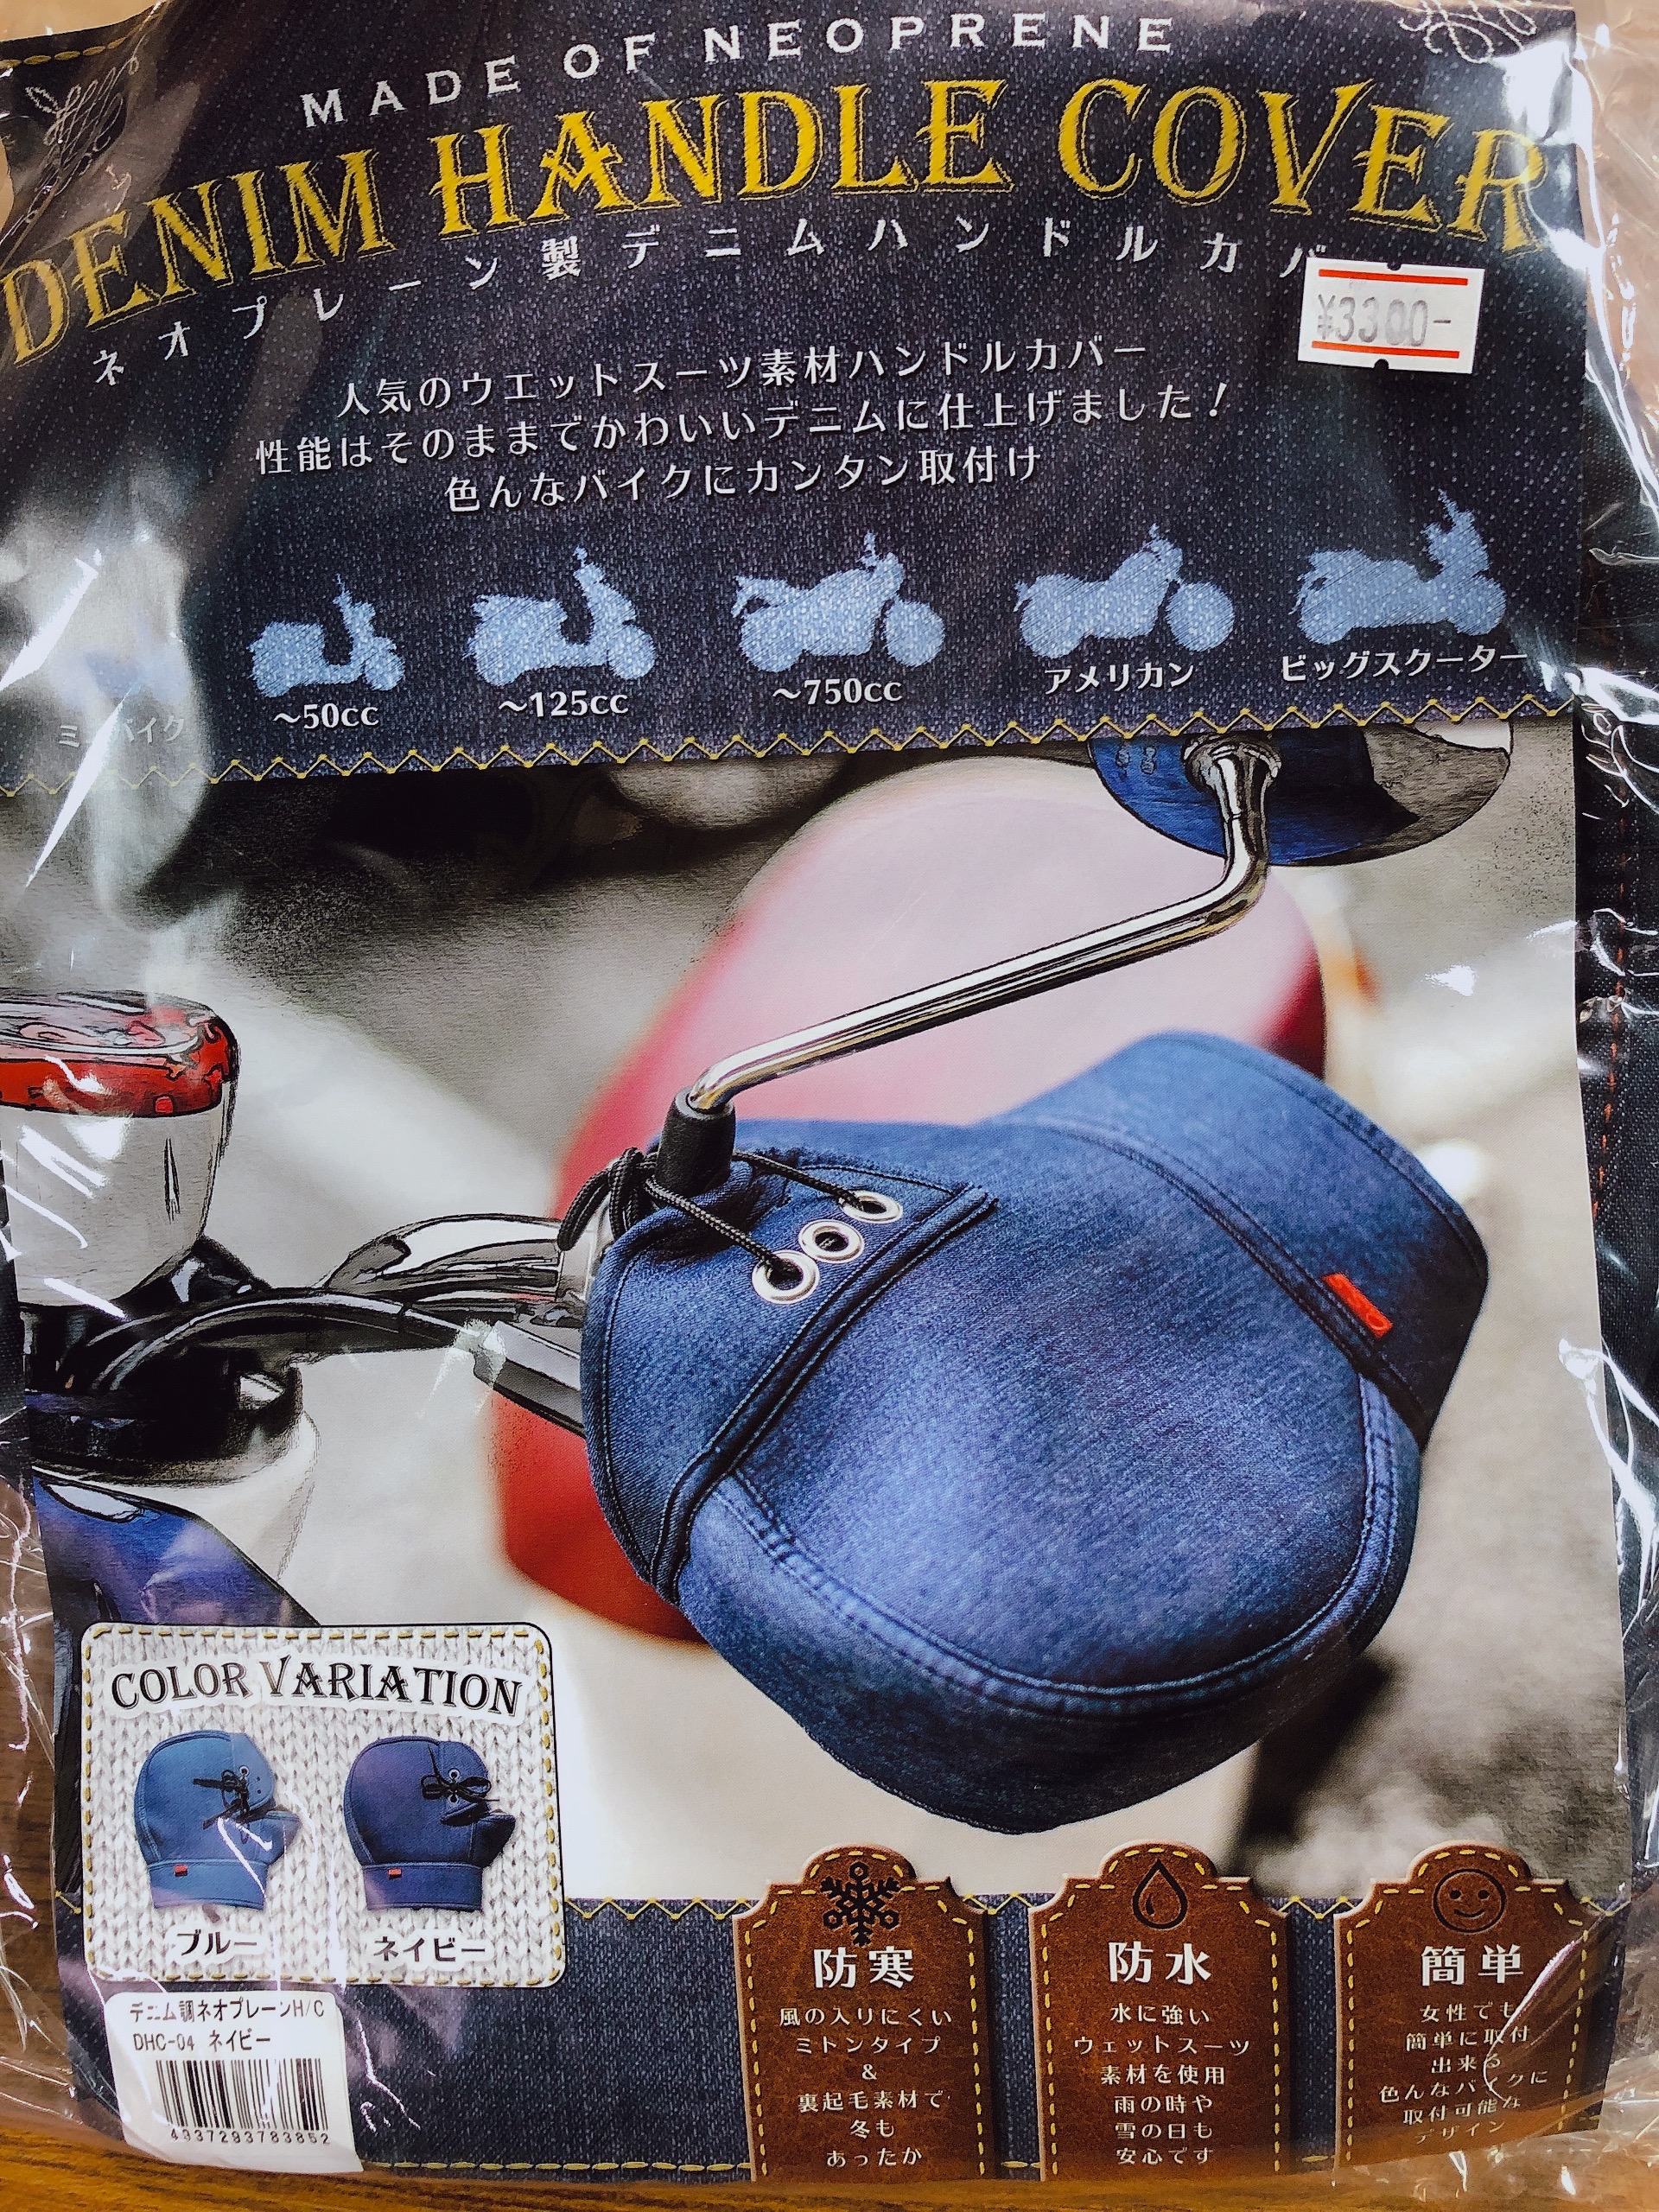 MADE OF NEOPRENE
DENIM HANDLE COVER
ネオプレーン製デニムハンドルカバ
¥3300-
人気のウエットスーツ素材ハンドルカバー
性能はそのままでかわいいデニムに仕上げました!
色んなバイクにカンタン取付け
~50cc
~125cc
~750cc
アメリカン
ビッグスクーター
COLOR VARIATION
ブルー
ネイビー
デニム調ネオプレーンH/C
DHC-04 ネイビー
4937293783852
防寒
風の入りにくい
ミトンタイプ
&
裏起毛素材で
冬も
あったか
防水
水に強い
ウェットスーツ
素材を使用
雨の時や
雪の日も
安心です
簡単
女性でも
簡単に取付
出来る
色んなバイクに
取付可能な
デザイン